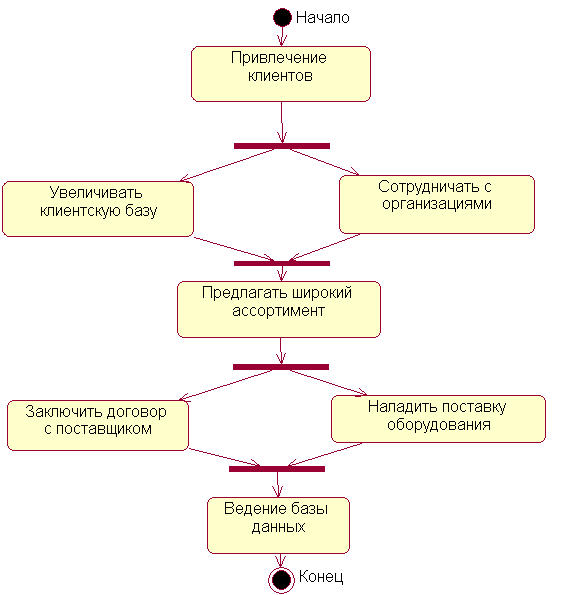 Начало
Привлечение
клиентов
Увеличивать
клиентскую базу
Сотрудничать с
организациями
Предлагать широкий
ассортимент
Заключить договор
с поставщиком
Наладить поставку
оборудования
Ведение базы
данных
Конец